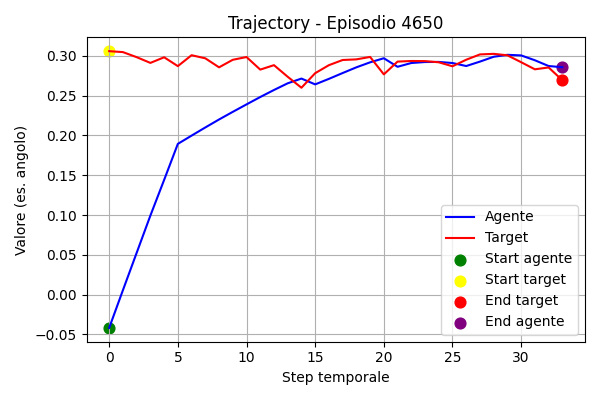 Trajectory - Episodio 4650
Valore (es. angolo)
0.30
0.25
0.20
0.15
0.10
0.05
0.00
−0.05
0 5 10 15 20 25 30
Step temporale
Agente
Target
Start agente
Start target
End target
End agente